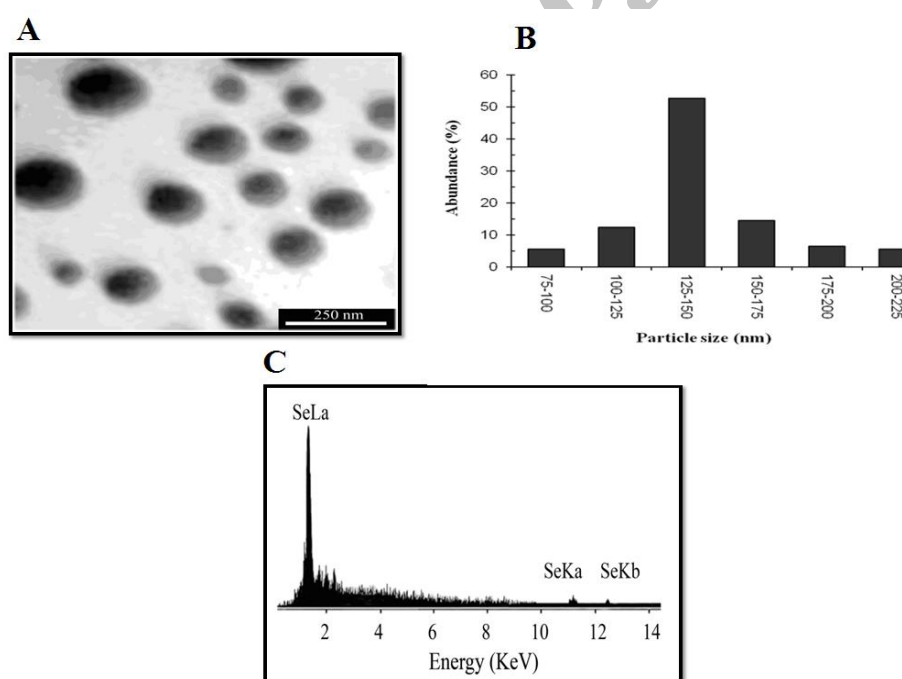 A
250 nm
B
60
50
40
30
20
10
0
Abundance (%)
75-100
100-125
125-150
150-175
175-200
200-225
Particle size (nm)
C
SeLa
SeKa SeKb
2 4 6 8 10 12 14
Energy (KeV)